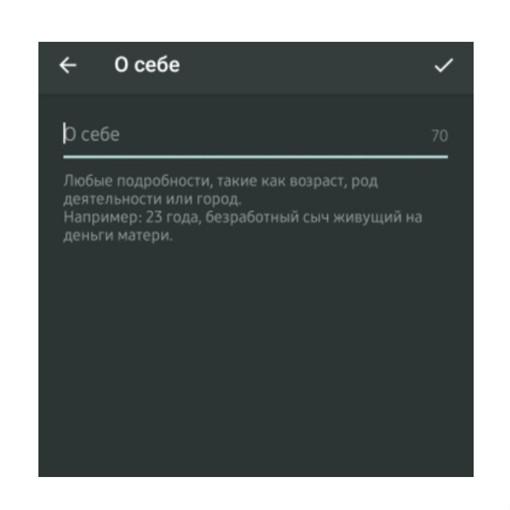 О себе
О себе 70
Любые подробности, такие как возраст, род
деятельности или город.
Например: 23 года, безработный сыч живущий на
деньги матери.